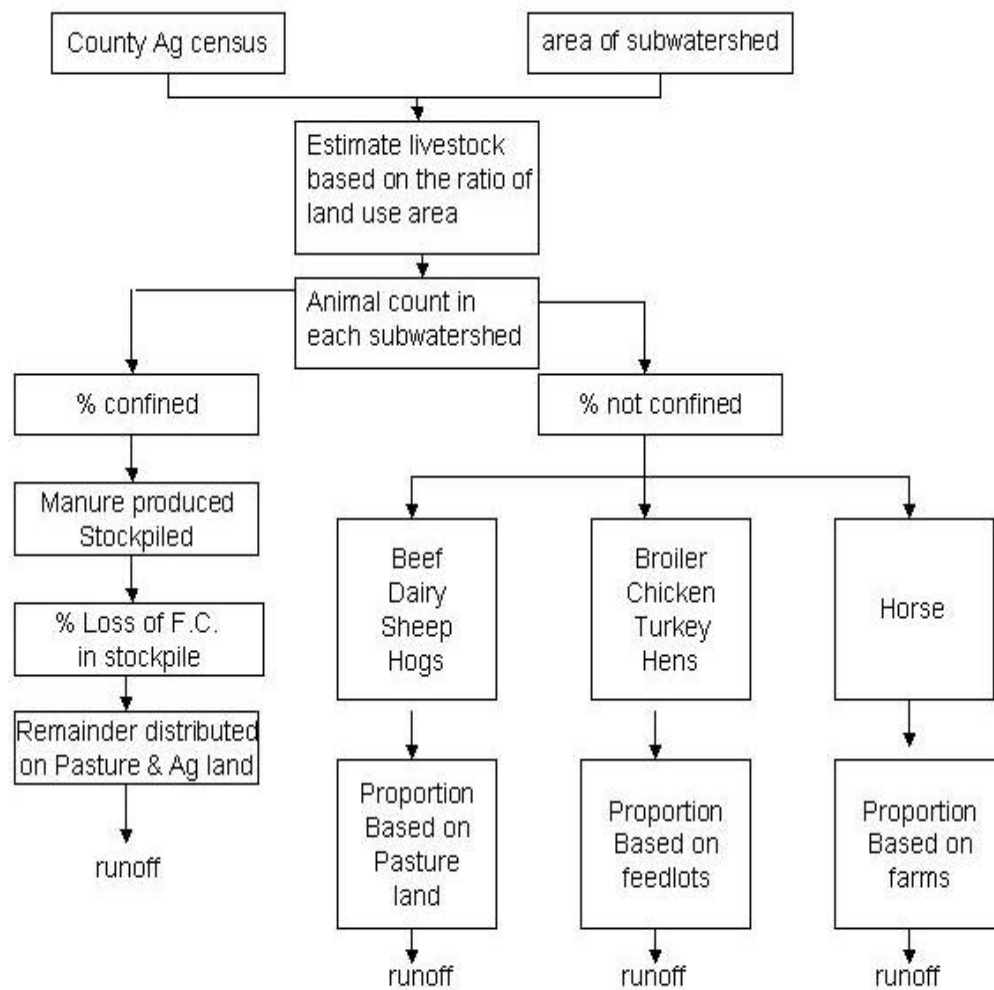 County Ag census
area of subwatershed
Estimate livestock
based on the ratio of
land use area
Animal count in
each subwatershed
% confined
% not confined
Manure produced
Stockpiled
% Loss of F.C.
in stockpile
Remainder distributed
on Pasture & Ag land
runoff
Beef
Dairy
Sheep
Hogs
Broiler
Chicken
Turkey
Hens
Horse
Proportion
Based on
Pasture
land
Proportion
Based on
feedlots
Proportion
Based on
farms
runoff
runoff
runoff